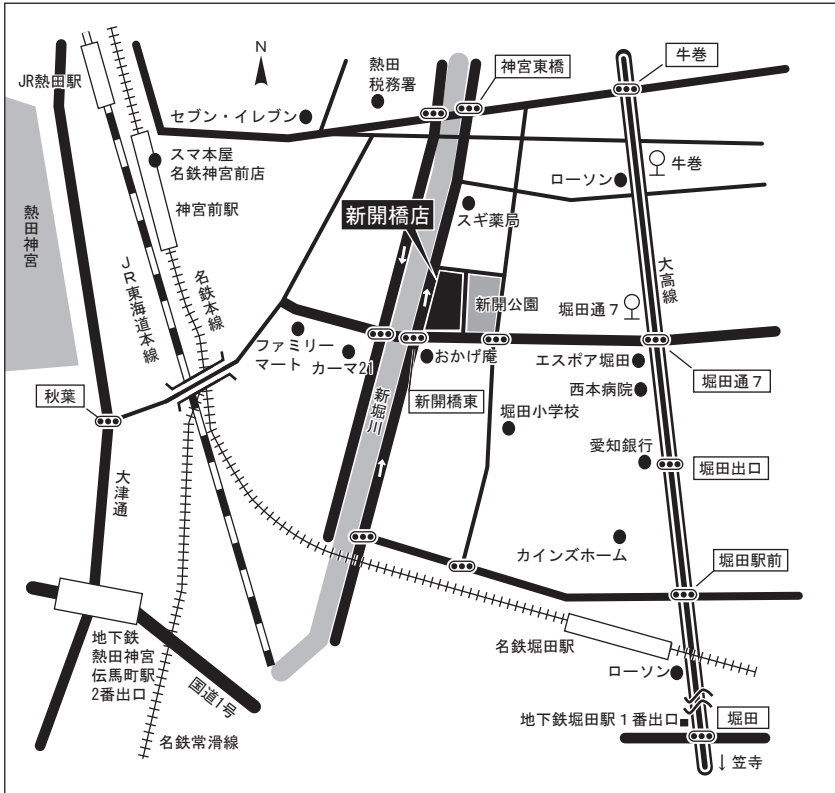 N
JR熱田駅
熱田
税務署
神宮東橋
牛巻
セブン・イレブン
スマ本屋
名鉄神宮前店
牛巻
ローソン
神宮前駅
新開橋店
スギ薬局
熱田神宮
JR東海道本線
名鉄本線
大高線
新開公園
堀田通7
ファミリー
マート
カーマ21
おかげ庵
エスポア堀田
堀田通7
秋葉
新堀川
新開橋東
西本病院
堀田小学校
愛知銀行
堀田出口
大津通
カインズホーム
堀田駅前
地下鉄
熱田神宮
伝馬町駅
2番出口
国道1号
名鉄堀田駅
ローソン
地下鉄堀田駅1番出口
堀田
名鉄常滑線
↓笠寺